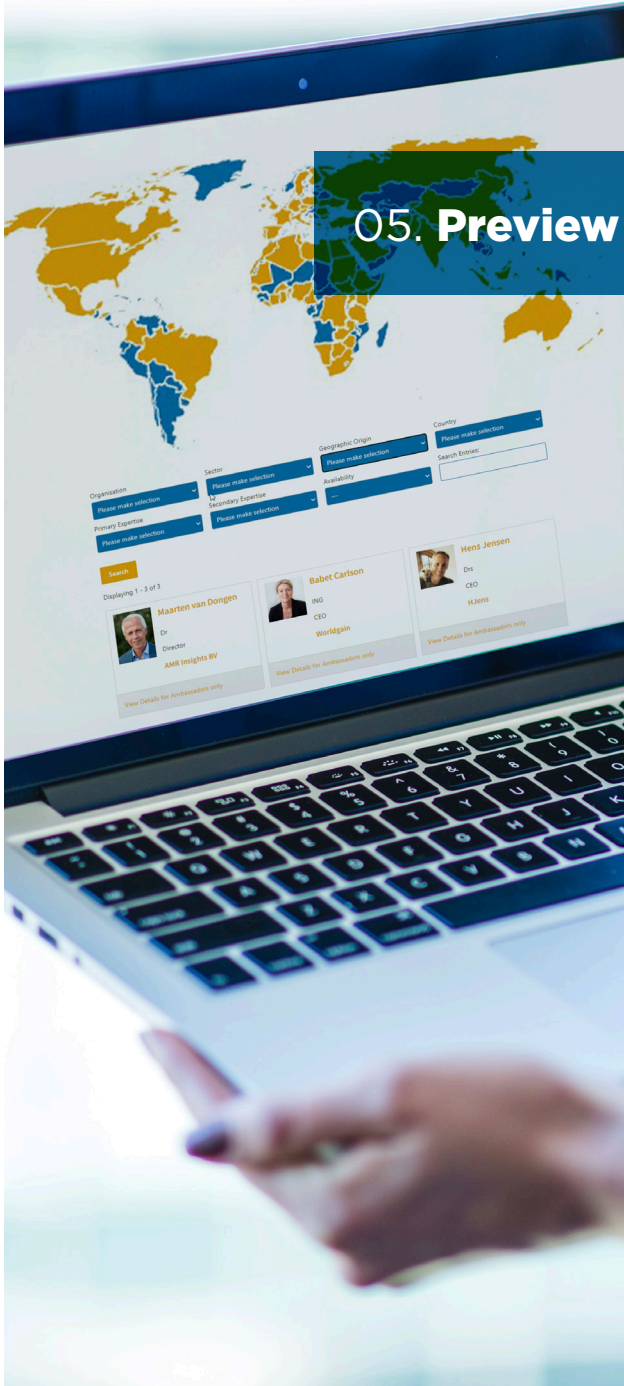 05. Preview
Organisation
Please make selection
Sector
Please make selection
Geographic Origin
Please make selection
Country
Please make selection
Primary Expertise
Please make selection
Secondary Expertise
Please make selection
Availability
---
Search Entries:
Search
Displaying 1 - 3 of 3
Maarten van Dongen
Dr
Director
AMR Insights BV
View Details for Ambassadors only
Babet Carlson
ING
CEO
Worldgain
View Details for Ambassadors only
Hens Jensen
Drs
CEO
HJens
View Details for Ambassadors only